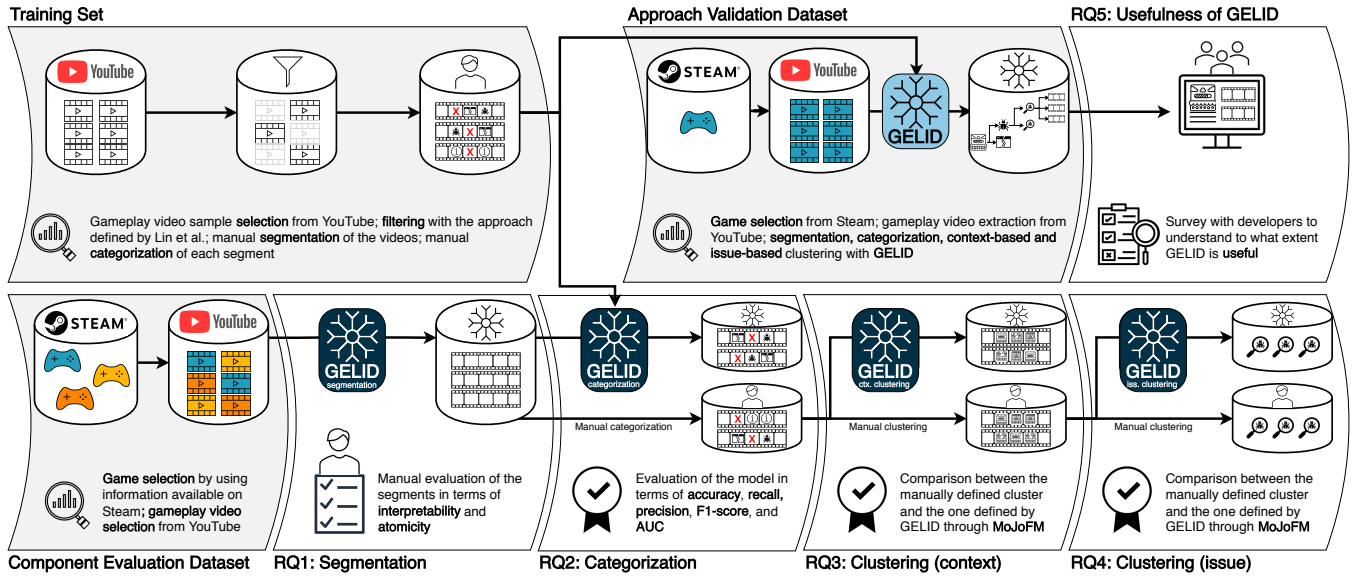 Training Set
YouTube
Gameplay video sample selection from YouTube; filtering with the approach
defined by Lin et al.; manual segmentation of the videos; manual
categorization of each segment
Approach Validation Dataset
STEAM®
YouTube
GELID
Game selection from Steam; gameplay video extraction from
YouTube; segmentation, categorization, context-based and
issue-based clustering with GELID
RQ5: Usefulness of GELID
Survey with developers to
understand to what extent
GELID is useful
STEAM®
YouTube
Game selection by using
information available on
Steam; gameplay video
selection from YouTube
Component Evaluation Dataset
GELID
segmentation
Manual evaluation of the
segments in terms of
interpretability and
atomicity
RQ1: Segmentation
GELID
categorization
Manual categorization
Evaluation of the model in
terms of accuracy, recall,
precision, F1-score, and
AUC
RQ2: Categorization
GELID
ctx. clustering
Manual clustering
Comparison between the
manually defined cluster
and the one defined by
GELID through MoJoFM
RQ3: Clustering (context)
GELID
iss. clustering
Manual clustering
Comparison between the
manually defined cluster
and the one defined by
GELID through MoJoFM
RQ4: Clustering (issue)